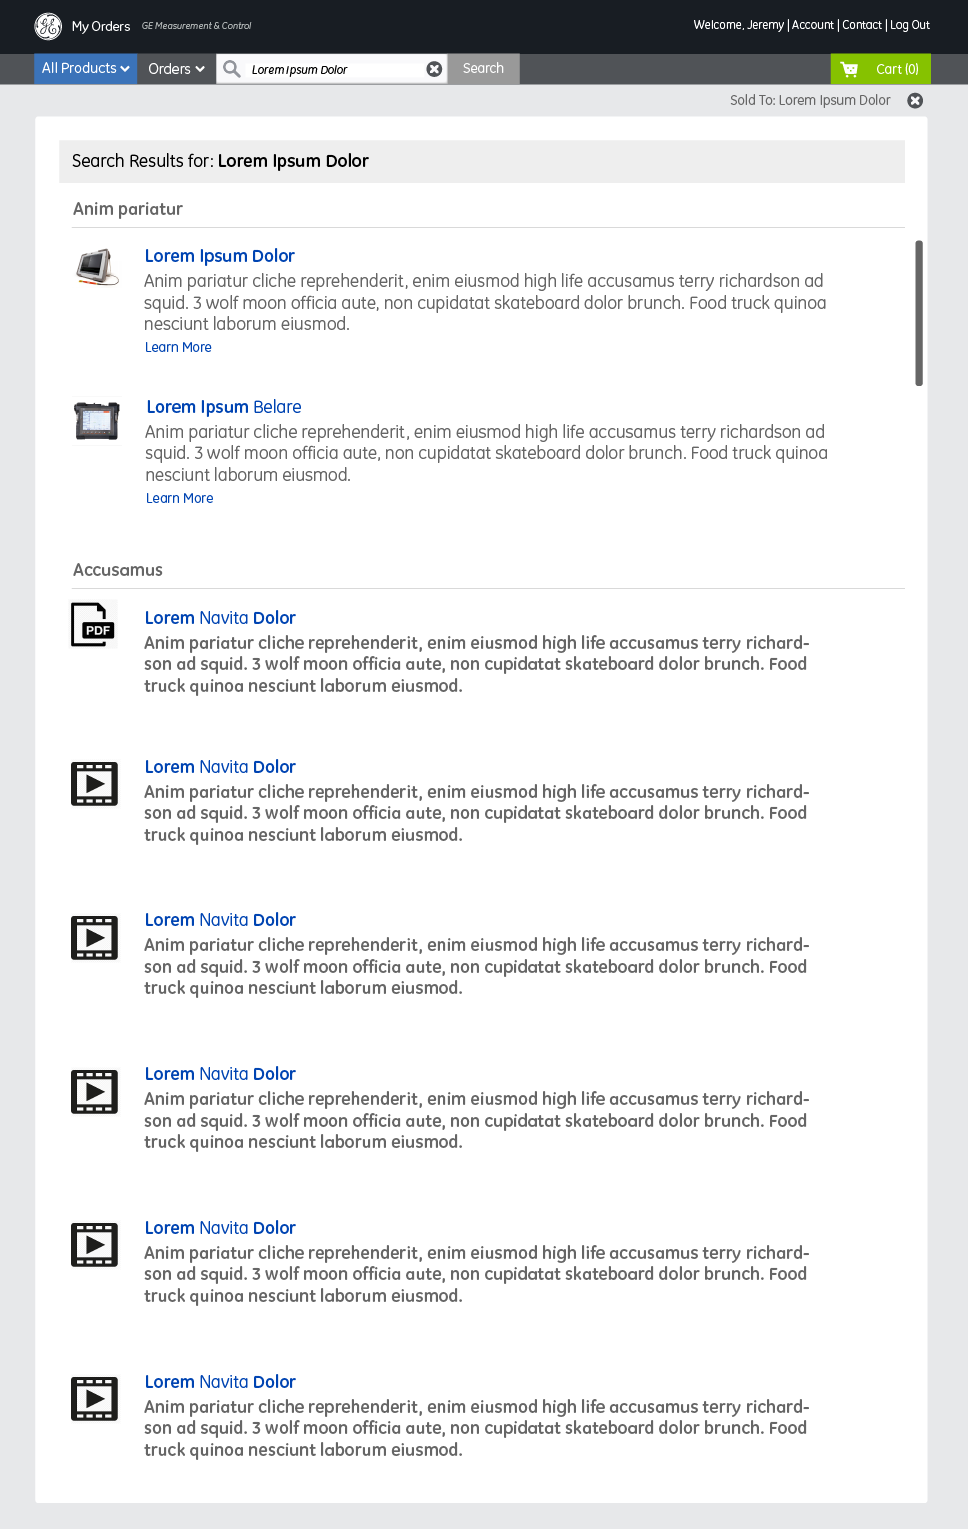 GE My Orders GE Measurement & Control Welcome, Jeremy | Account | Contact | Log Out
All Products Orders Lorem ipsum Dolor Search Cart (0)
Sold To: Lorem Ipsum Dolor
Search Results for: Lorem Ipsum Dolor
Anim pariatur
Lorem Ipsum Dolor
Anim pariatur cliche reprehenderit, enim eiusmod high life accusamus terry richardson ad
squid. 3 wolf moon officia aute, non cupidatat skateboard dolor brunch. Food truck quinoa
nesciunt laborum eiusmod.
Learn More
Lorem Ipsum Belare
Anim pariatur cliche reprehenderit, enim eiusmod high life accusamus terry richardson ad
squid. 3 wolf moon officia aute, non cupidatat skateboard dolor brunch. Food truck quinoa
nesciunt laborum eiusmod.
Learn More
Accusamus
PDF
Lorem Navita Dolor
Anim pariatur cliche reprehenderit, enim eiusmod high life accusamus terry richard-
son ad squid. 3 wolf moon officia aute, non cupidatat skateboard dolor brunch. Food
truck quinoa nesciunt laborum eiusmod.
Lorem Navita Dolor
Anim pariatur cliche reprehenderit, enim eiusmod high life accusamus terry richard-
son ad squid. 3 wolf moon officia aute, non cupidatat skateboard dolor brunch. Food
truck quinoa nesciunt laborum eiusmod.
Lorem Navita Dolor
Anim pariatur cliche reprehenderit, enim eiusmod high life accusamus terry richard-
son ad squid. 3 wolf moon officia aute, non cupidatat skateboard dolor brunch. Food
truck quinoa nesciunt laborum eiusmod.
Lorem Navita Dolor
Anim pariatur cliche reprehenderit, enim eiusmod high life accusamus terry richard-
son ad squid. 3 wolf moon officia aute, non cupidatat skateboard dolor brunch. Food
truck quinoa nesciunt laborum eiusmod.
Lorem Navita Dolor
Anim pariatur cliche reprehenderit, enim eiusmod high life accusamus terry richard-
son ad squid. 3 wolf moon officia aute, non cupidatat skateboard dolor brunch. Food
truck quinoa nesciunt laborum eiusmod.
Lorem Navita Dolor
Anim pariatur cliche reprehenderit, enim eiusmod high life accusamus terry richard-
son ad squid. 3 wolf moon officia aute, non cupidatat skateboard dolor brunch. Food
truck quinoa nesciunt laborum eiusmod.